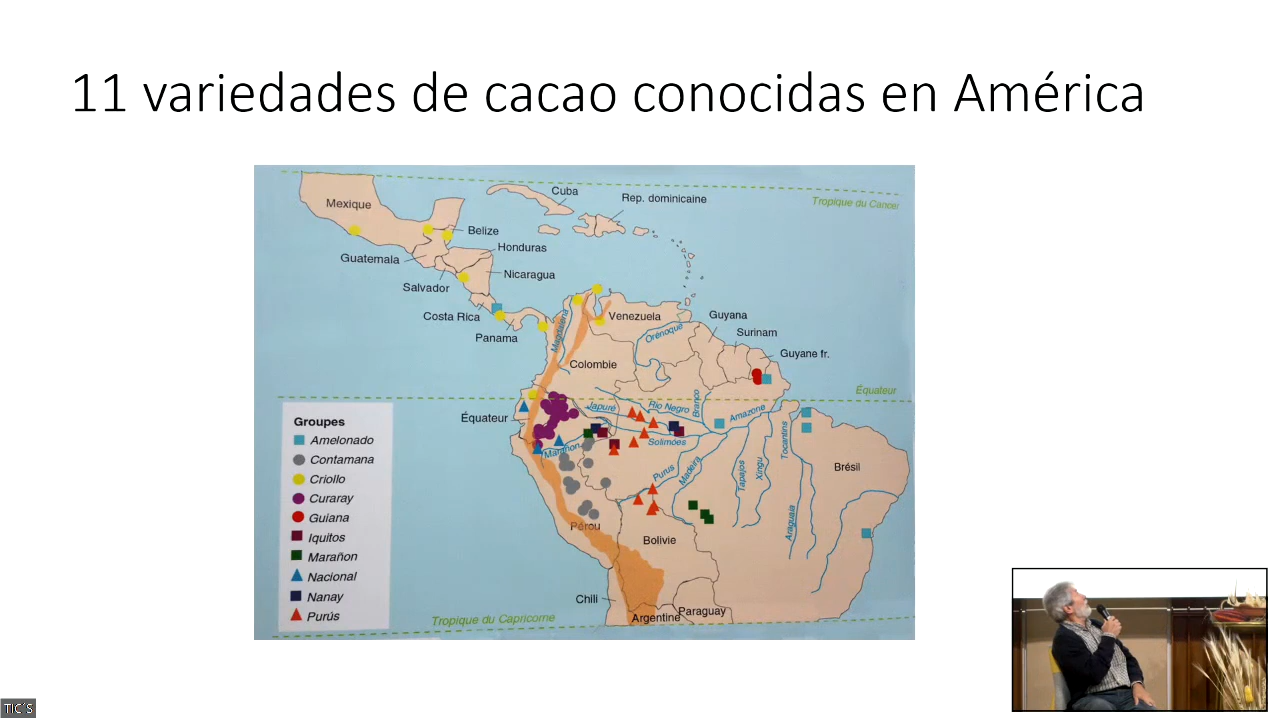 11 variedades de cacao conocidas en América
Tropique du Cancer
Cuba
Rep. dominicaine
Mexique
Belize
Honduras
Guatemala
Nicaragua
Salvador
Costa Rica
Panama
Magdalena
Venezuela
Orénoque
Guyana
Surinam
Guyane fr.
Colombie
Équateur
Équateur
Japuré
Rio Negro
Branco
Amazone
Solimões
Marañon
Tocantins
Purus
Madeira
Tapajos
Xingu
Brésil
Araguaia
Pérou
Bolivie
Chili
Paraguay
Argentine
Tropique du Capricorne
Groupes
Amelonado
Contamana
Criollo
Curaray
Guiana
Iquitos
Marañon
Nacional
Nanay
Purús
TIC´S